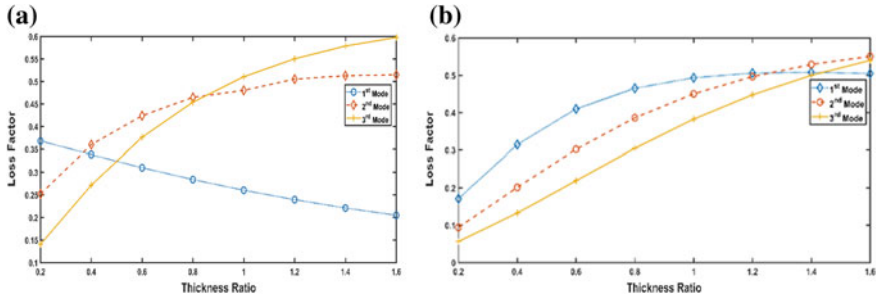 (a)
0.6
0.55
0.5
0.45
0.4
0.35
0.3
0.25
0.2
0.15
0.1
Loss Factor
1st Mode
2nd Mode
3rd Mode
0.2 0.4 0.6 0.8 1 1.2 1.4 1.6
Thickness Ratio
(b)
0.6
0.5
0.4
0.3
0.2
0.1
0
Loss Factor
1st Mode
2nd Mode
3rd Mode
0.2 0.4 0.6 0.8 1 1.2 1.4 1.6
Thickness Ratio